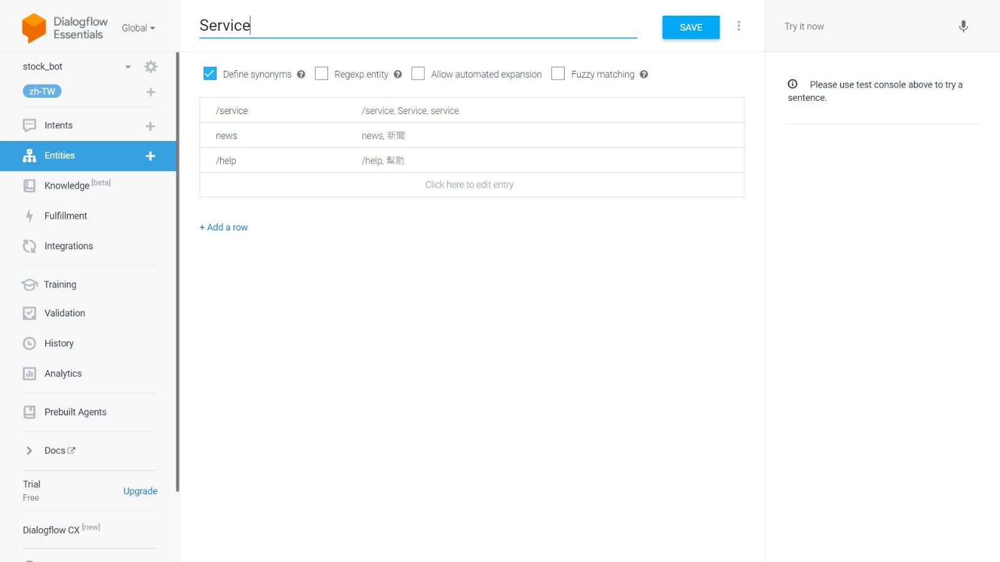 Dialogflow
Essentials
Global
Service
SAVE
Try it now
stock_bot
zh-TW
Define synonyms
Regexp entity
Allow automated expansion
Fuzzy matching
Please use test console above to try a
sentence.
/service /service, Service, service
news news, 新聞
/help /help, 幫助
Click here to edit entry
+ Add a row
Intents
Entities
Knowledge [beta]
Fulfillment
Integrations
Training
Validation
History
Analytics
Prebuilt Agents
Docs
Trial
Free
Upgrade
Dialogflow CX [new]